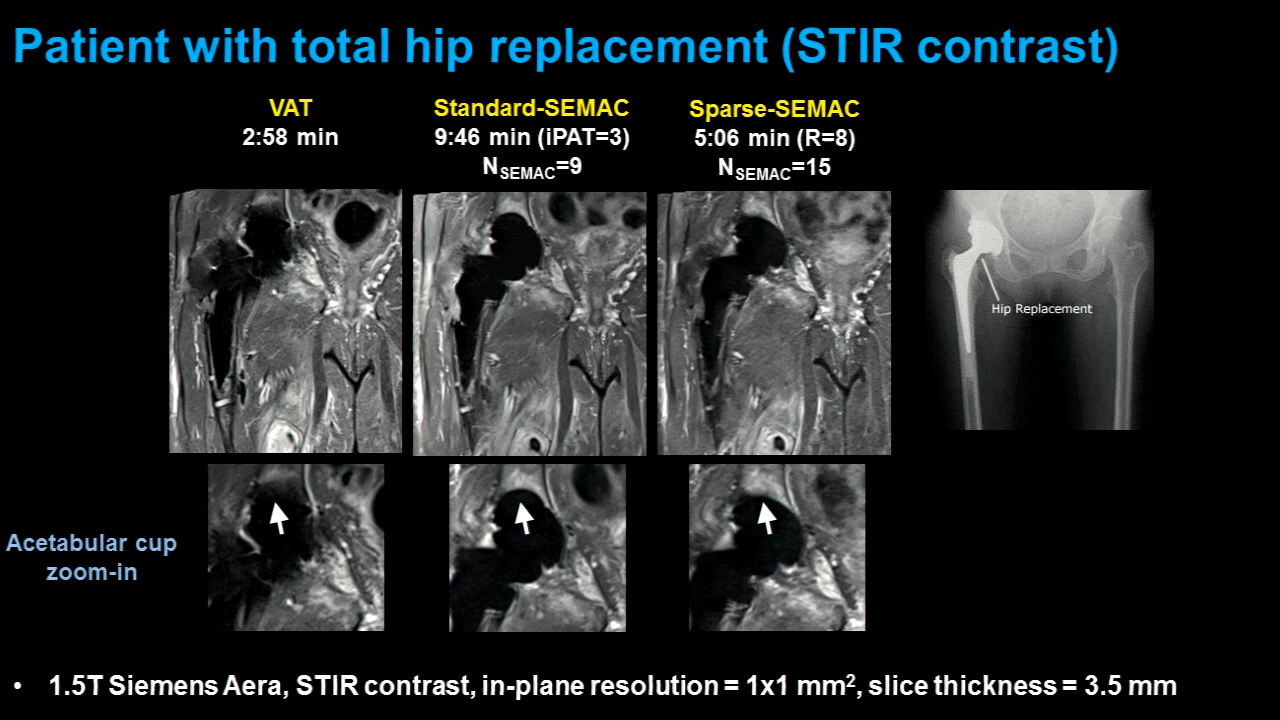 Patient with total hip replacement (STIR contrast)
VAT
2:58 min
Standard-SEMAC
9:46 min (iPAT=3)
NSEMAC=9
Sparse-SEMAC
5:06 min (R=8)
NSEMAC=15
Hip Replacement
Acetabular cup
zoom-in
• 1.5T Siemens Aera, STIR contrast, in-plane resolution = 1x1 mm², slice thickness = 3.5 mm